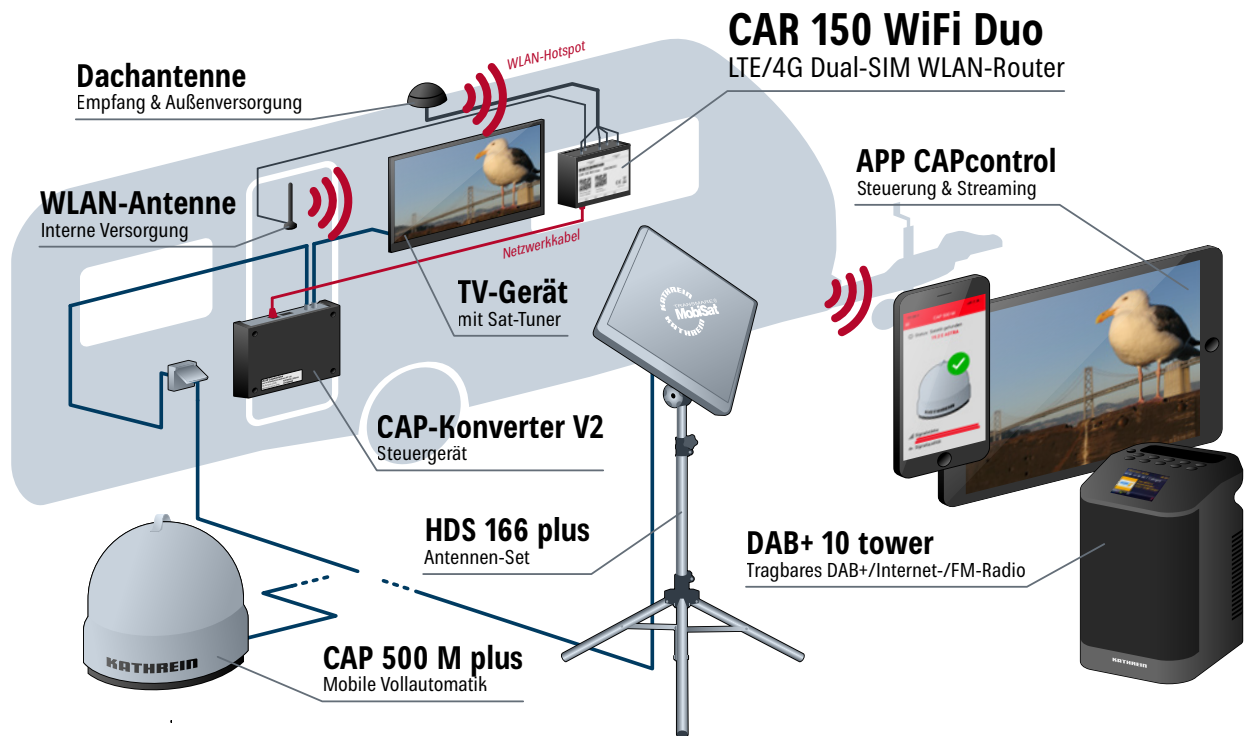 CAR 150 WiFi Duo
LTE/4G Dual-SIM WLAN-Router
WLAN-Hotspot
Dachantenne
Empfang & Außenversorgung
APP CAPcontrol
Steuerung & Streaming
WLAN-Antenne
Interne Versorgung
Netzwerkkabel
TV-Gerät
mit Sat-Tuner
KATHREIN
MobiSat
KATHREIN
CAP-Konverter V2
Steuergerät
HDS 166 plus
Antennen-Set
DAB+ 10 tower
Tragbares DAB+/Internet-/FM-Radio
CAP 500 M plus
Mobile Vollautomatik
KATHREIN
KATHREIN